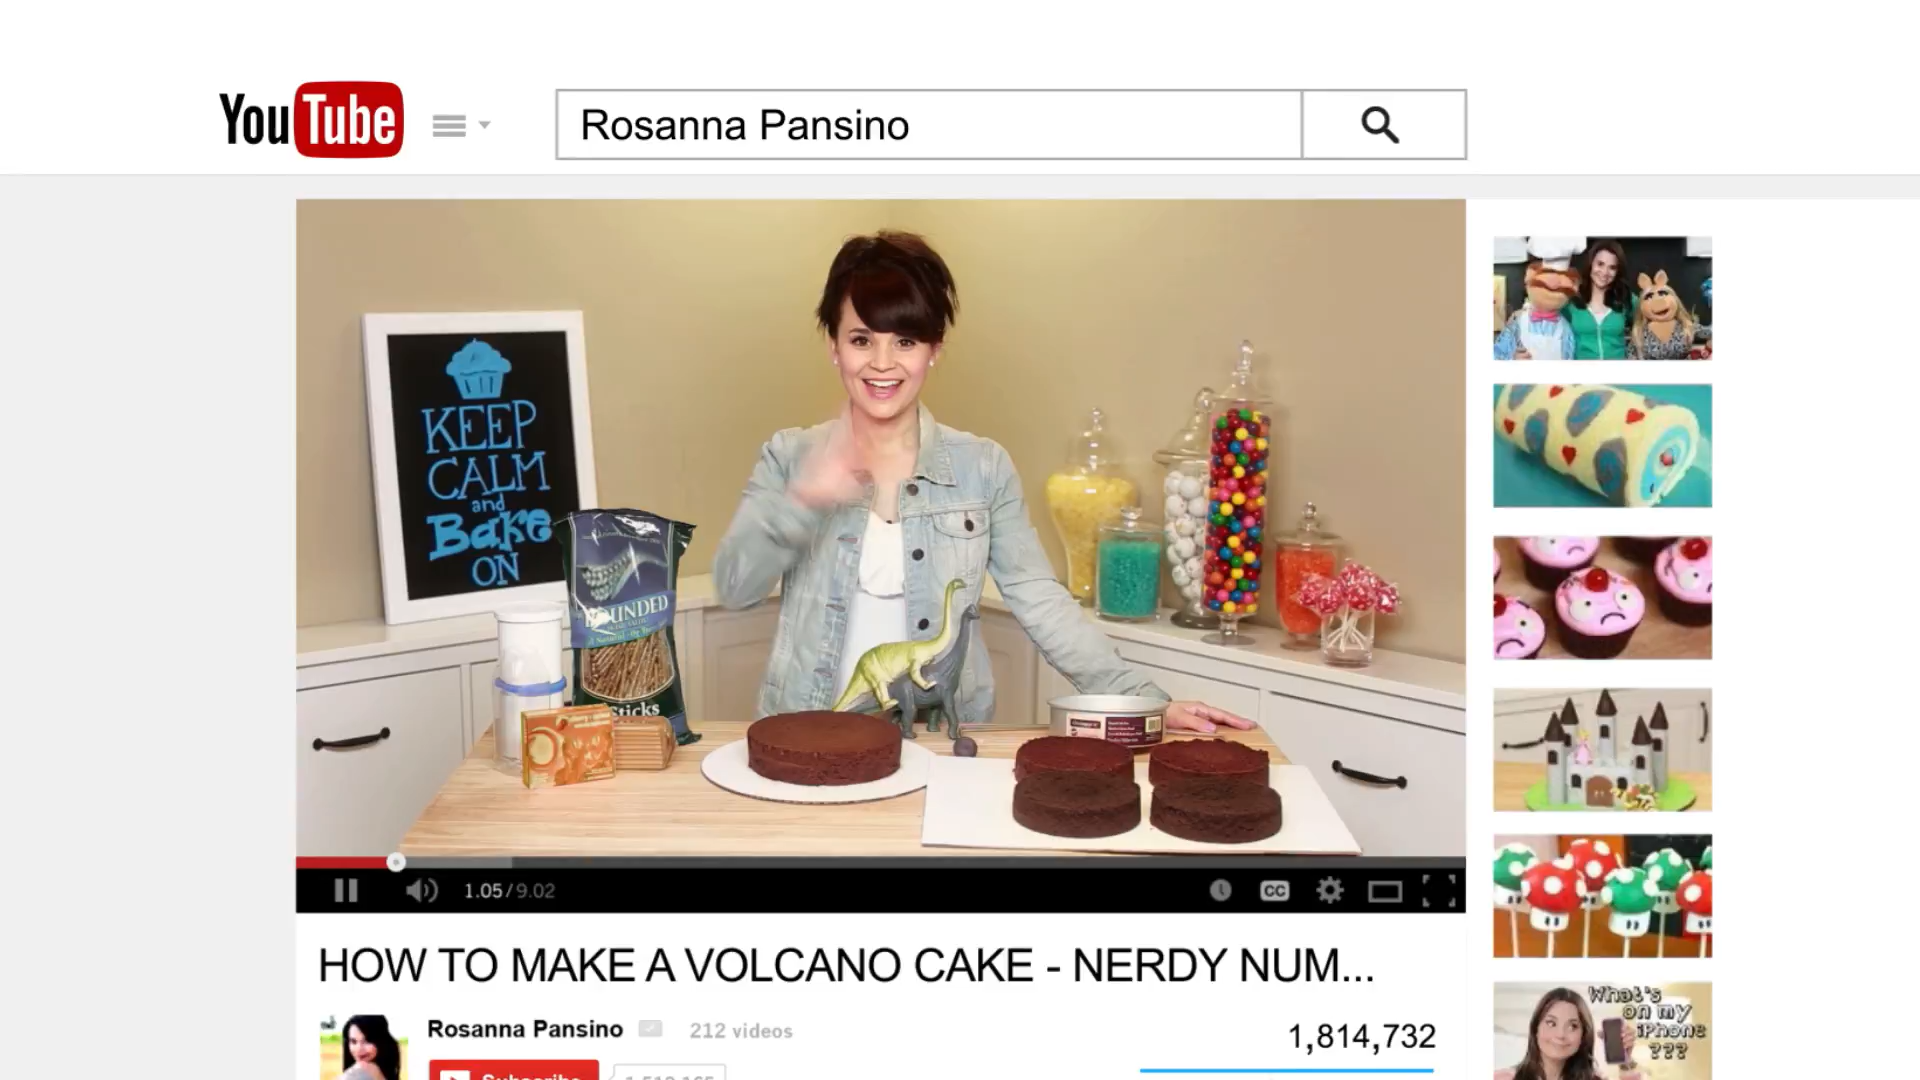 YouTube
Rosanna Pansino
KEEP
CALM
and
Bake
ON
Sticks
1.05/9.02
CC
HOW TO MAKE A VOLCANO CAKE - NERDY NUM...
Rosanna Pansino
212 videos
1,814,732
Subscribe
What's
on my
iPhone
???